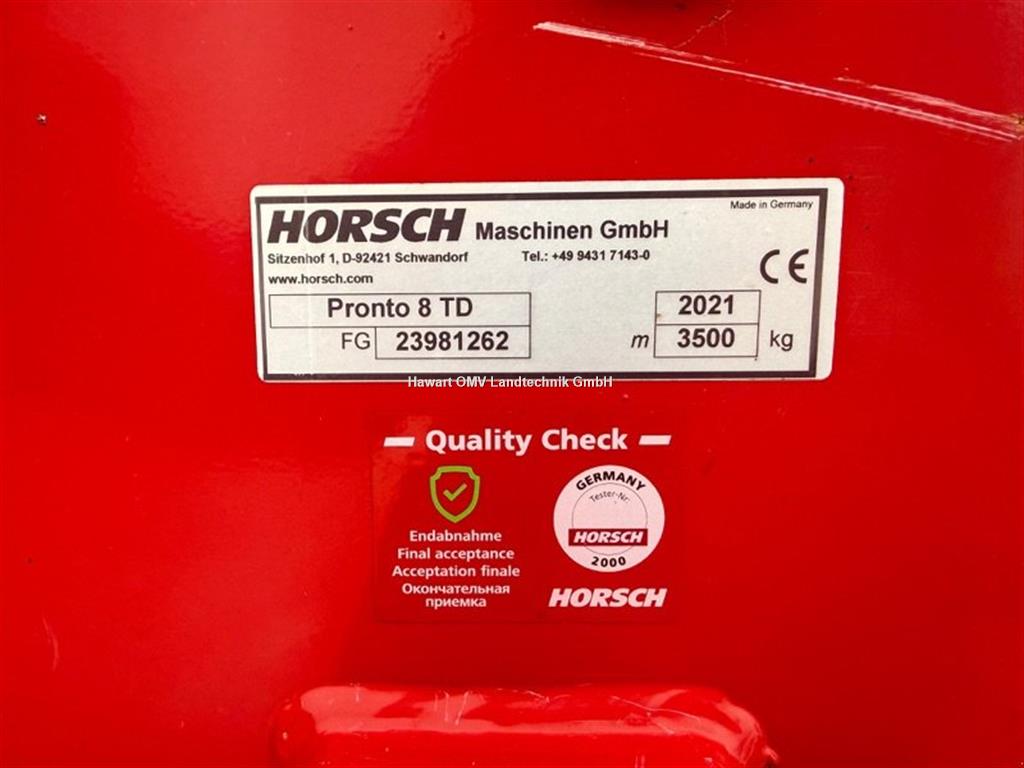 Made in Germany
HORSCH Maschinen GmbH
Sitzenhof 1, D-92421 Schwandorf Tel.: +49 9431 7143-0
www.horsch.com
CE
Pronto 8 TD 2021
FG 23981262 m 3500 kg
Hawart OMV Landtechnik GmbH
Quality Check
GERMANY
Tester-Nr.
HORSCH
2000
Endabnahme
Final acceptance
Acceptation finale
Окончательная
приемка
HORSCH